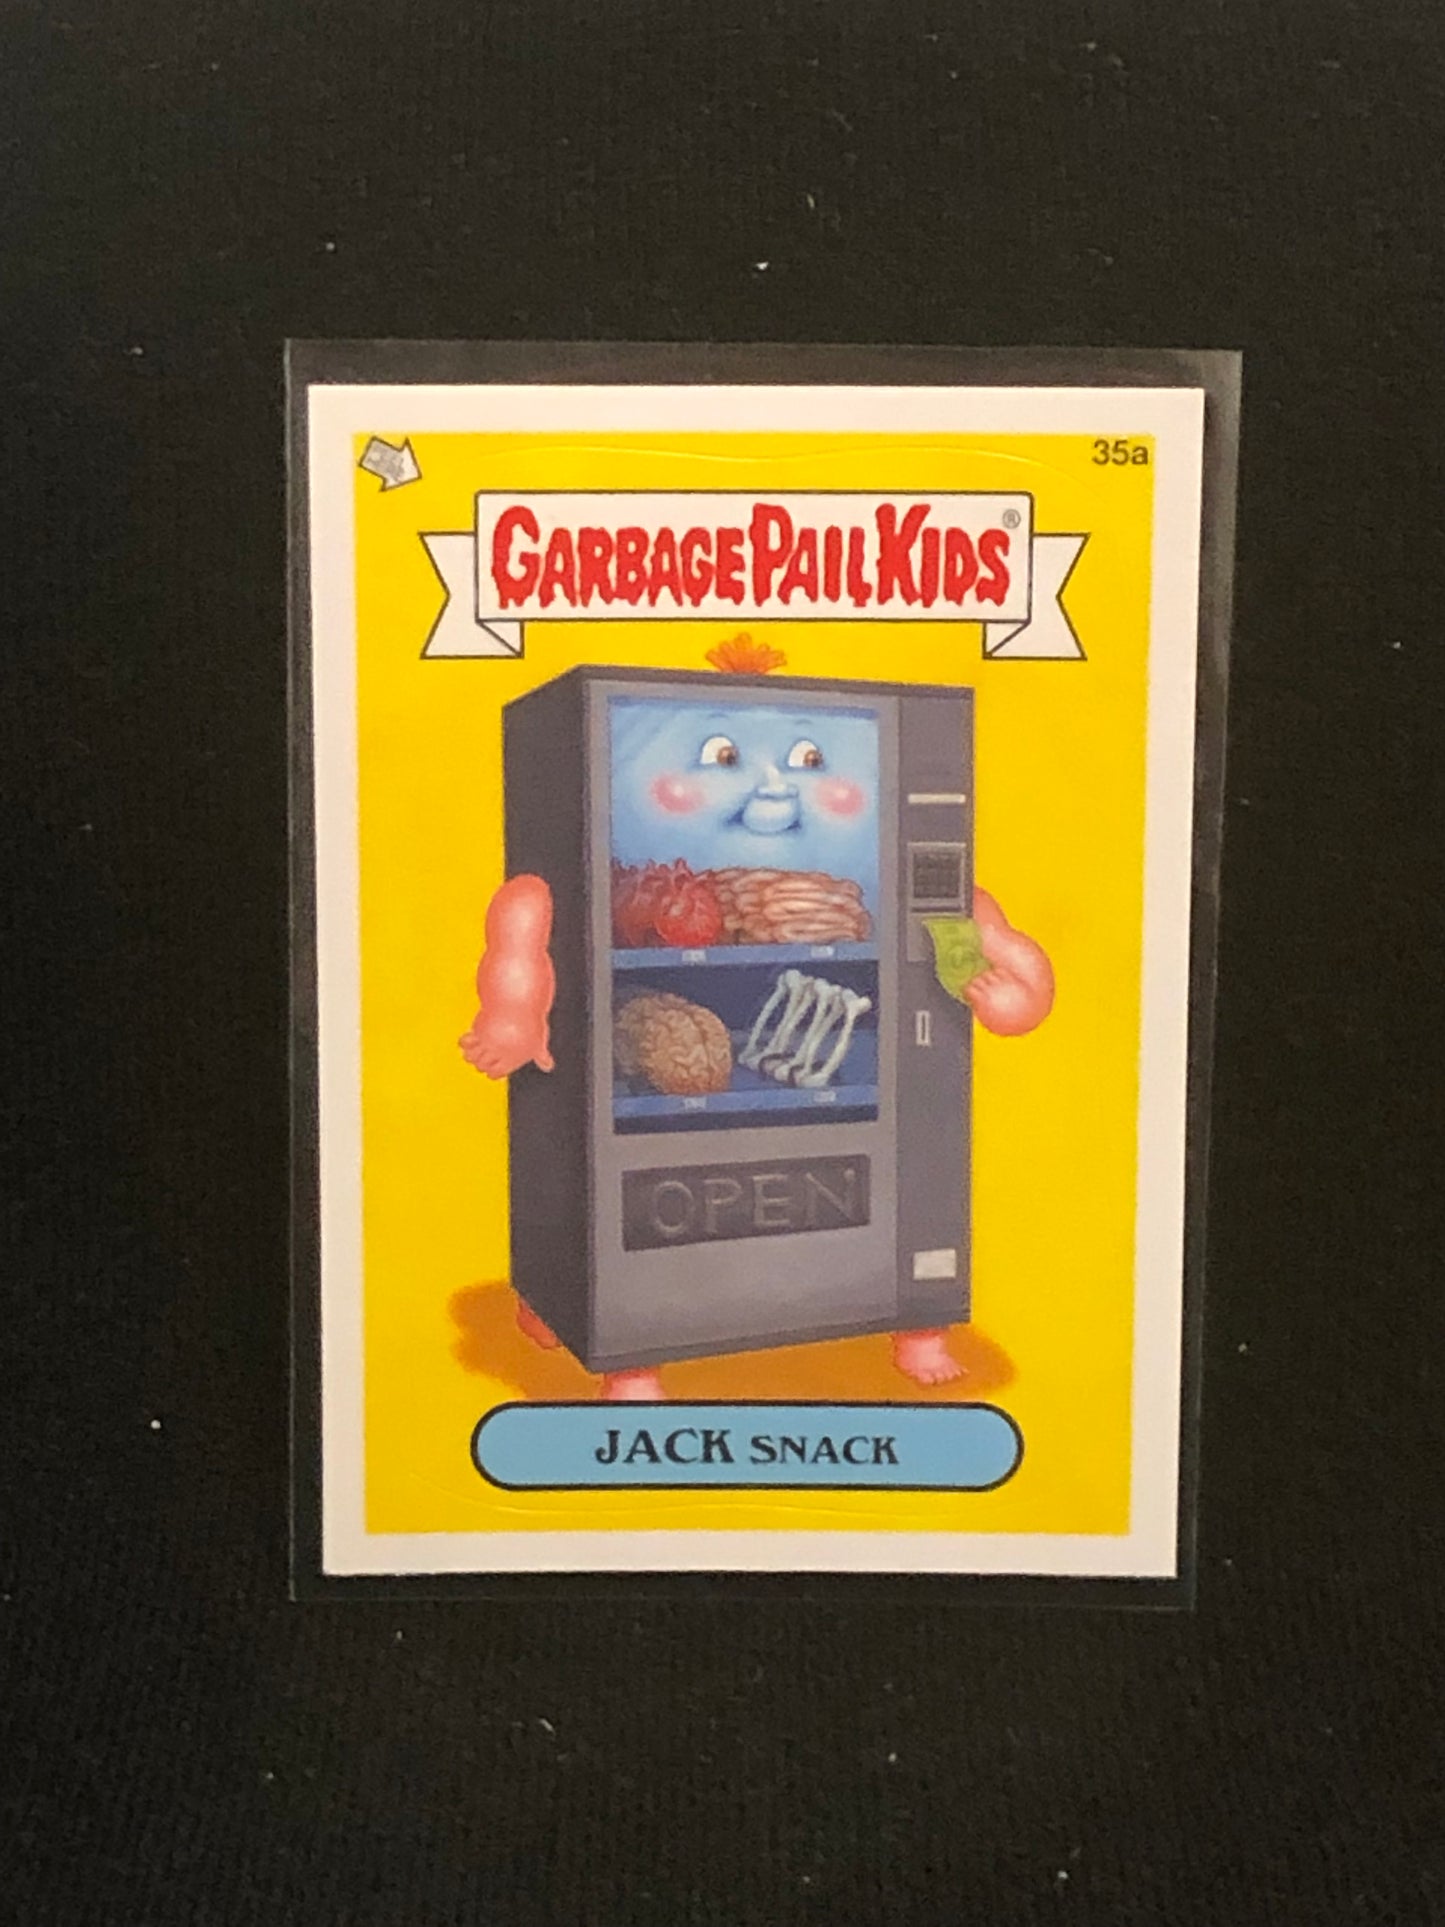 35a
GARBAGE PAIL KIDS®
OPEN
JACK SNACK